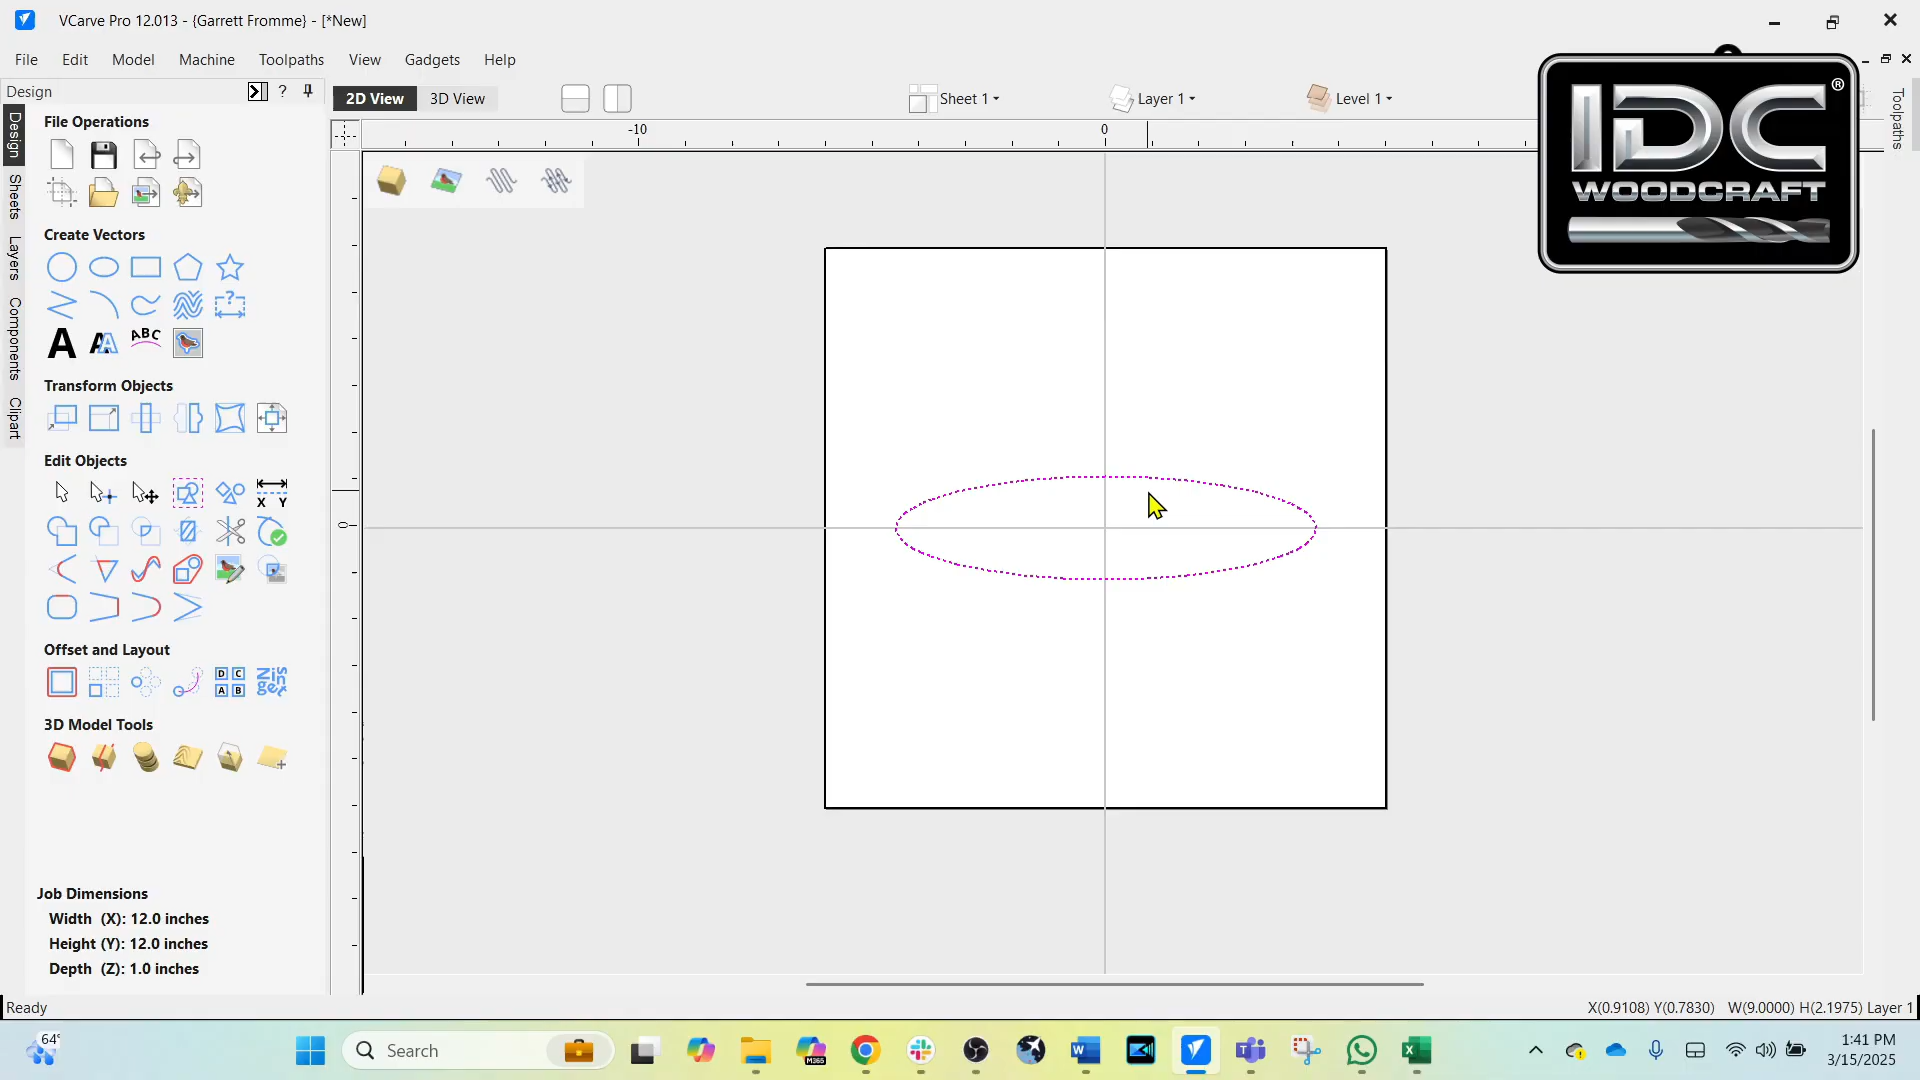 VCarve Pro 12.013 - {Garrett Fromme} - [*New]
File Edit Model Machine Toolpaths View Gadgets Help
Design
2D View 3D View
Sheet 1
Layer 1
Level 1
Toolpaths
IDC®
WOODCRAFT
Design
Sheets
Layers
Components
Clipart
File Operations
Create Vectors
A A ABC
Transform Objects
Edit Objects
X Y
Offset and Layout
D C
A B
3D Model Tools
-10
0
0
Job Dimensions
Width (X): 12.0 inches
Height (Y): 12.0 inches
Depth (Z): 1.0 inches
Ready
X(0.9108) Y(0.7830) W(9.0000) H(2.1975) Layer 1
64°
Search
M365
1:41 PM
3/15/2025